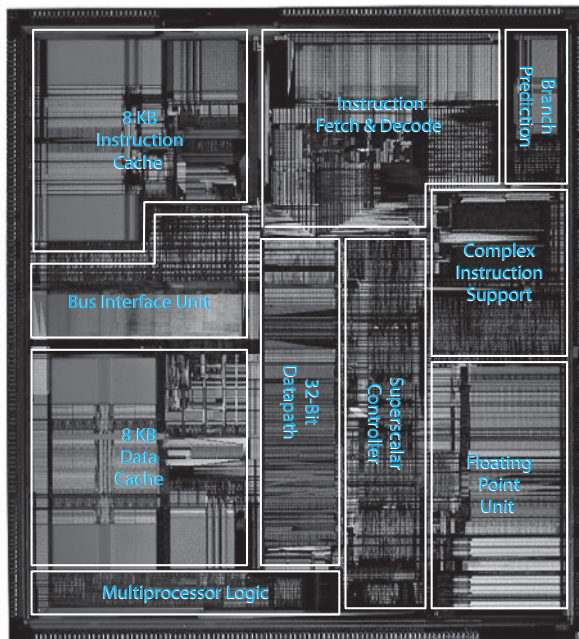 8 KB
Instruction
Cache
Instruction
Fetch & Decode
Branch
Prediction
Complex
Instruction
Support
Bus Interface Unit
32-Bit
Datapath
Superscalar
Controller
8 KB
Data
Cache
Floating
Point
Unit
Multiprocessor Logic